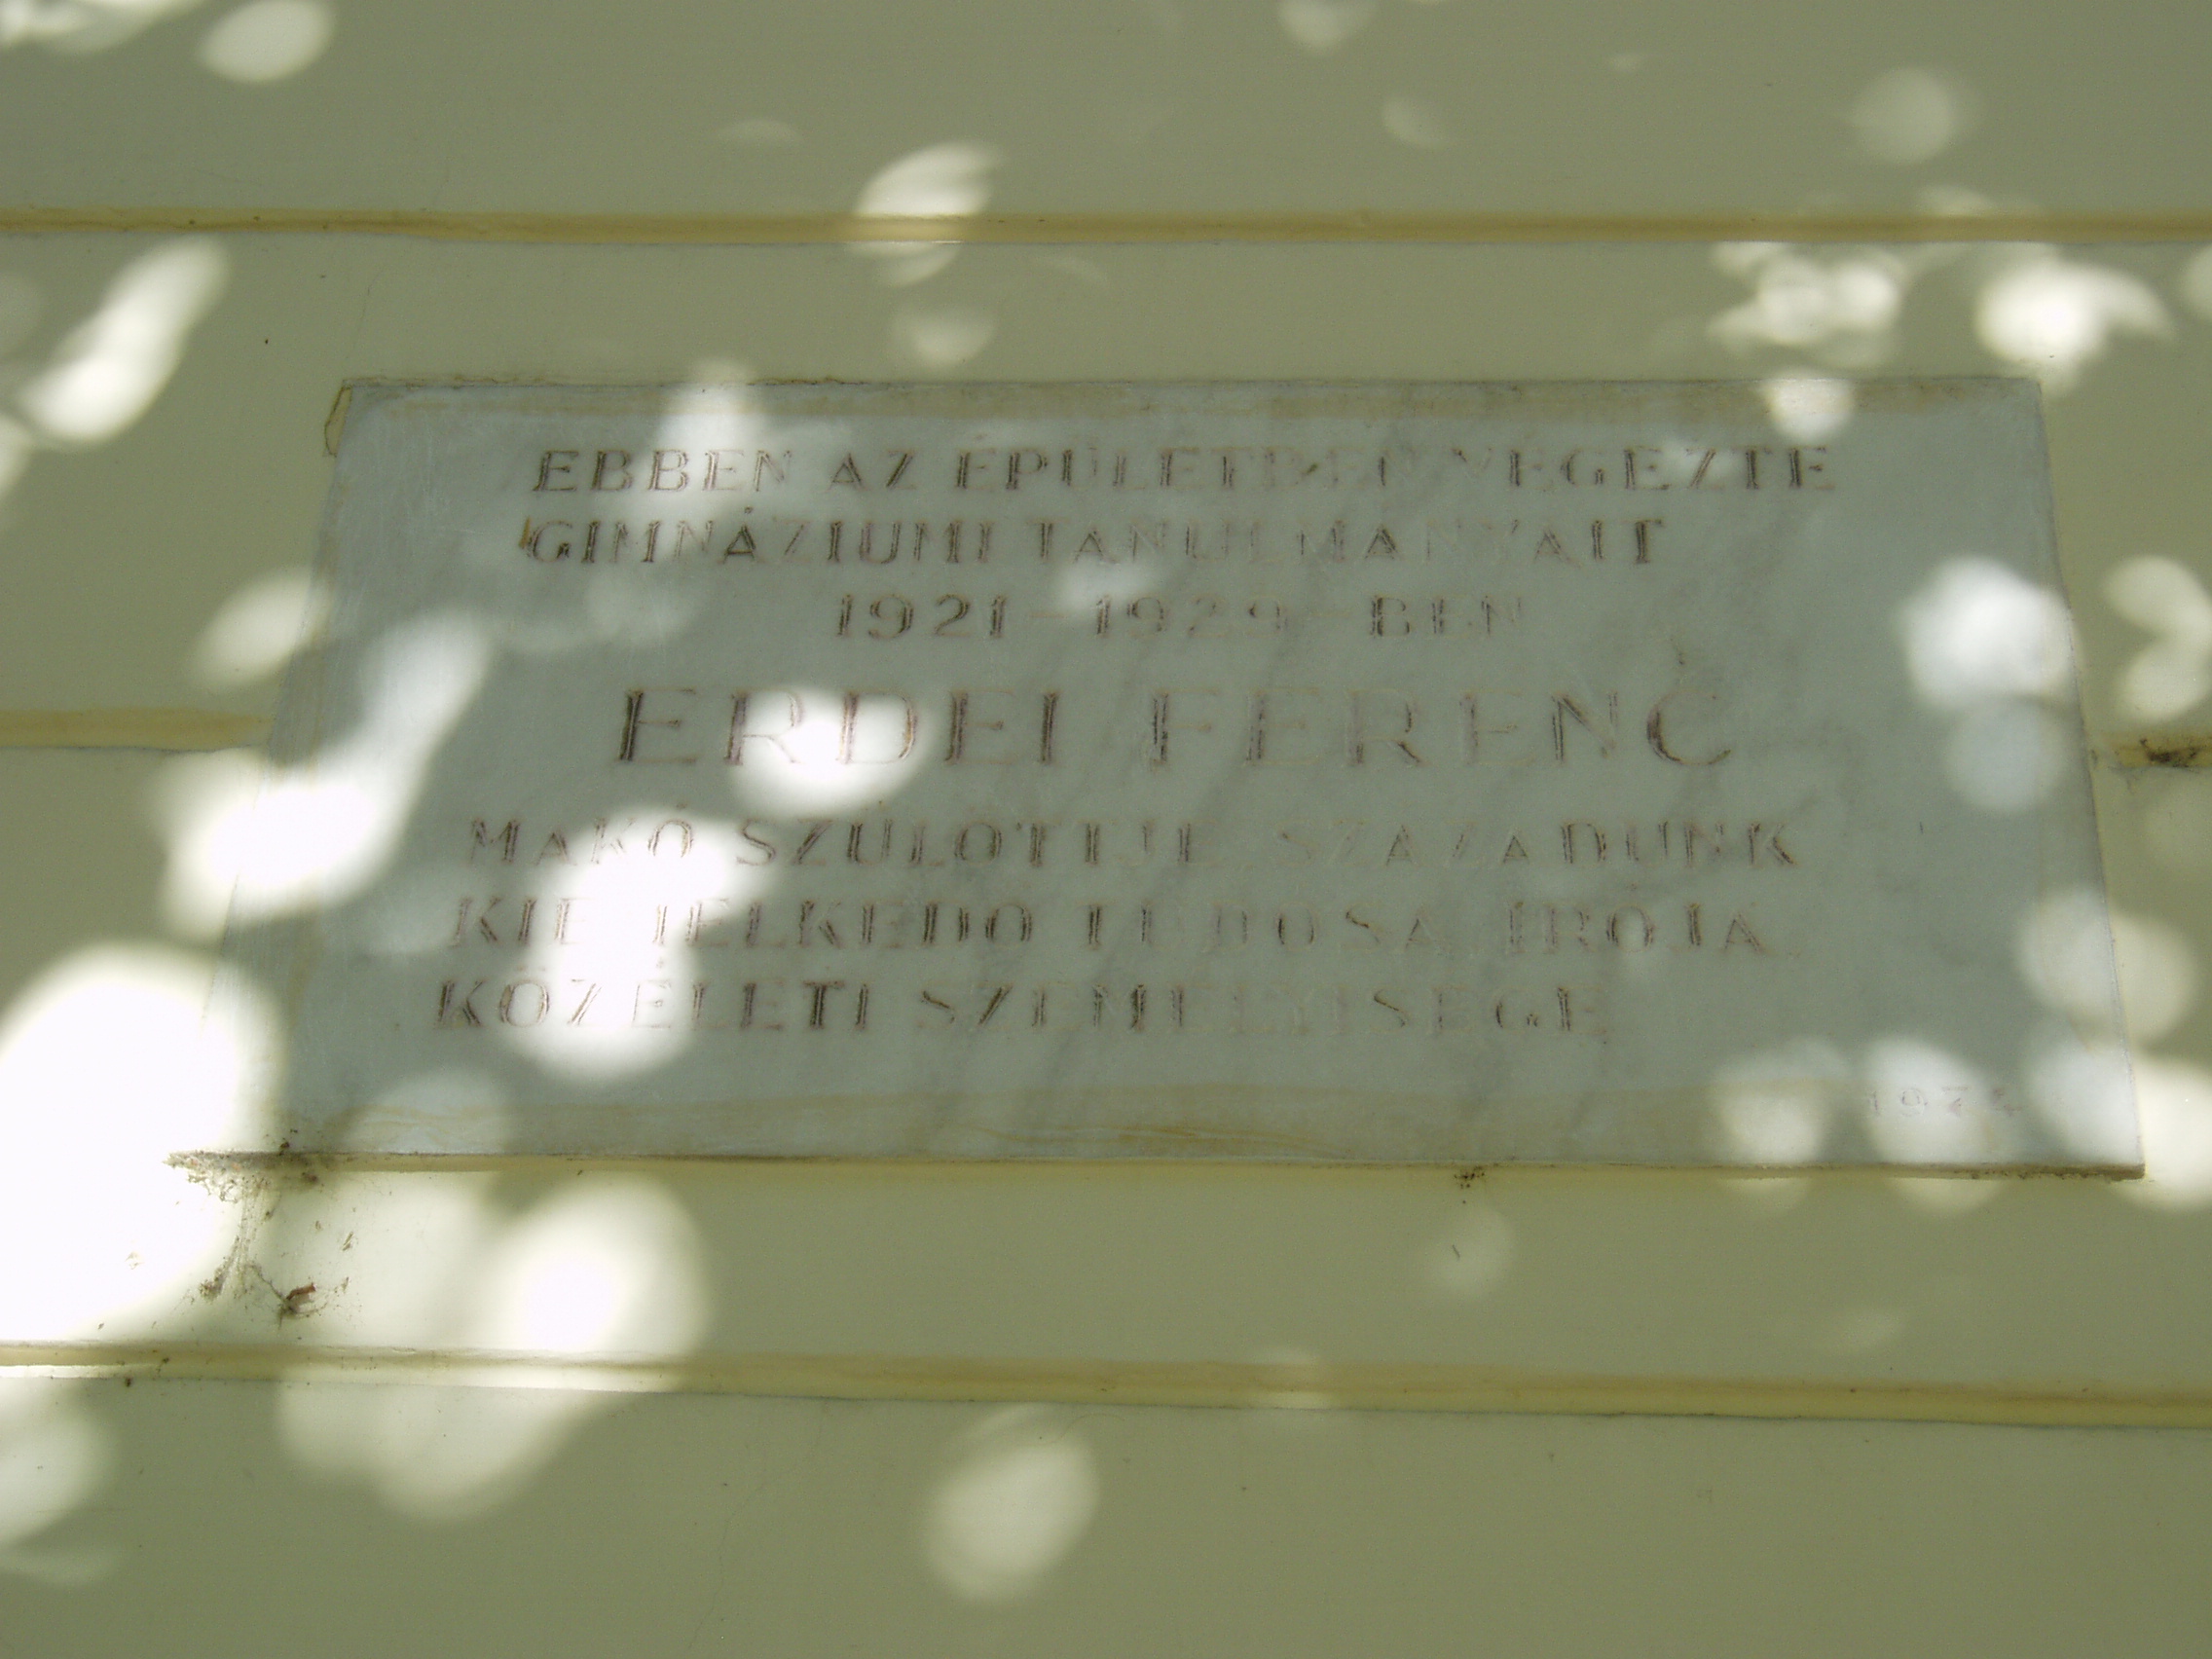 EBBEN AZ ÉPÜLETBEN VÉGEZTE
GIMNÁZIUMI TANULMÁNYAIT
1921-1929-BEN
ERDEI FERENC
MAKÓ SZÜLÖTTJE SZÁZADUNK
KIEMELKEDŐ TUDÓSA ÍRÓJA
KÖZÉLETI SZEMÉLYISÉGE